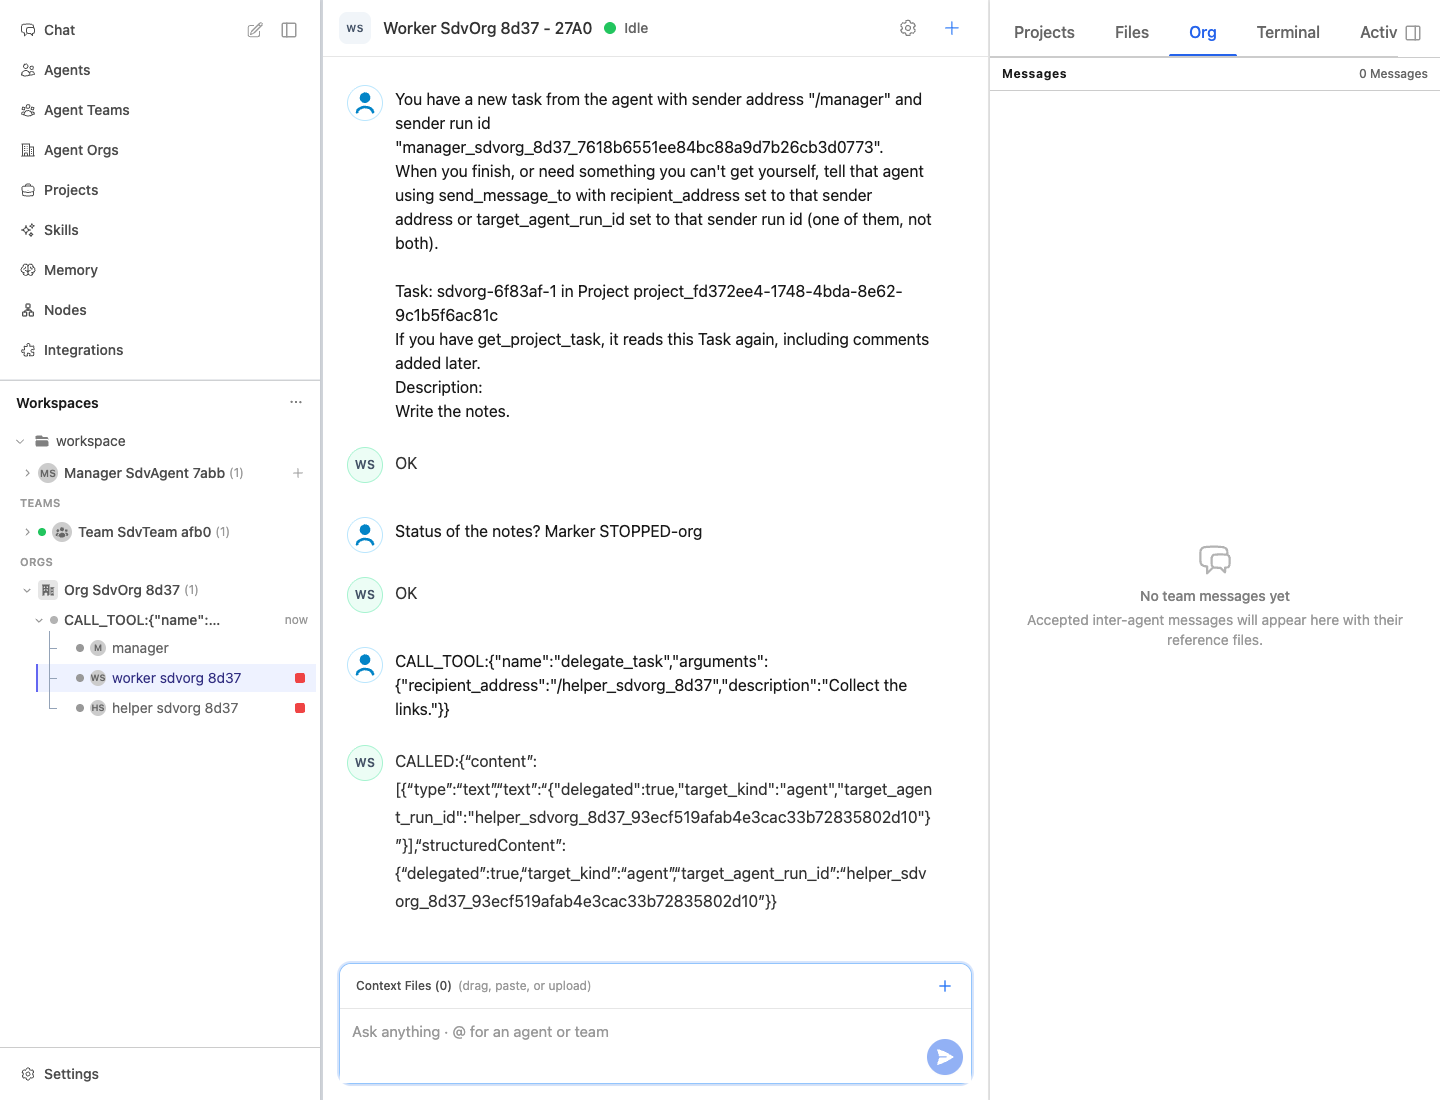 Chat
Agents
Agent Teams
Agent Orgs
Projects
Skills
Memory
Nodes
Integrations
Workspaces
workspace
MS Manager SdvAgent 7abb (1)
TEAMS
Team SdvTeam afb0 (1)
ORGS
Org SdvOrg 8d37 (1)
CALL_TOOL:{"name":... now
M manager
WS worker sdvorg 8d37
HS helper sdvorg 8d37
Settings
WS Worker SdvOrg 8d37 - 27A0 Idle
You have a new task from the agent with sender address "/manager" and
sender run id
"manager_sdvorg_8d37_7618b6551ee84bc88a9d7b26cb3d0773".
When you finish, or need something you can't get yourself, tell that agent
using send_message_to with recipient_address set to that sender
address or target_agent_run_id set to that sender run id (one of them, not
both).
Task: sdvorg-6f83af-1 in Project project_fd372ee4-1748-4bda-8e62-
9c1b5f6ac81c
If you have get_project_task, it reads this Task again, including comments
added later.
Description:
Write the notes.
WS OK
Status of the notes? Marker STOPPED-org
WS OK
CALL_TOOL:{"name":"delegate_task","arguments":
{"recipient_address":"/helper_sdvorg_8d37","description":"Collect the
links."}}
WS CALLED:{“content”:
[{“type”:“text”,“text”:“{"delegated":true,"target_kind":"agent","target_agen
t_run_id":"helper_sdvorg_8d37_93ecf519afab4e3cac33b72835802d10"}
”}],“structuredContent”:
{“delegated”:true,“target_kind”:“agent”,“target_agent_run_id”:“helper_sdv
org_8d37_93ecf519afab4e3cac33b72835802d10”}}
Context Files (0) (drag, paste, or upload)
Ask anything · @ for an agent or team
Projects Files Org Terminal Activ
Messages 0 Messages
No team messages yet
Accepted inter-agent messages will appear here with their
reference files.